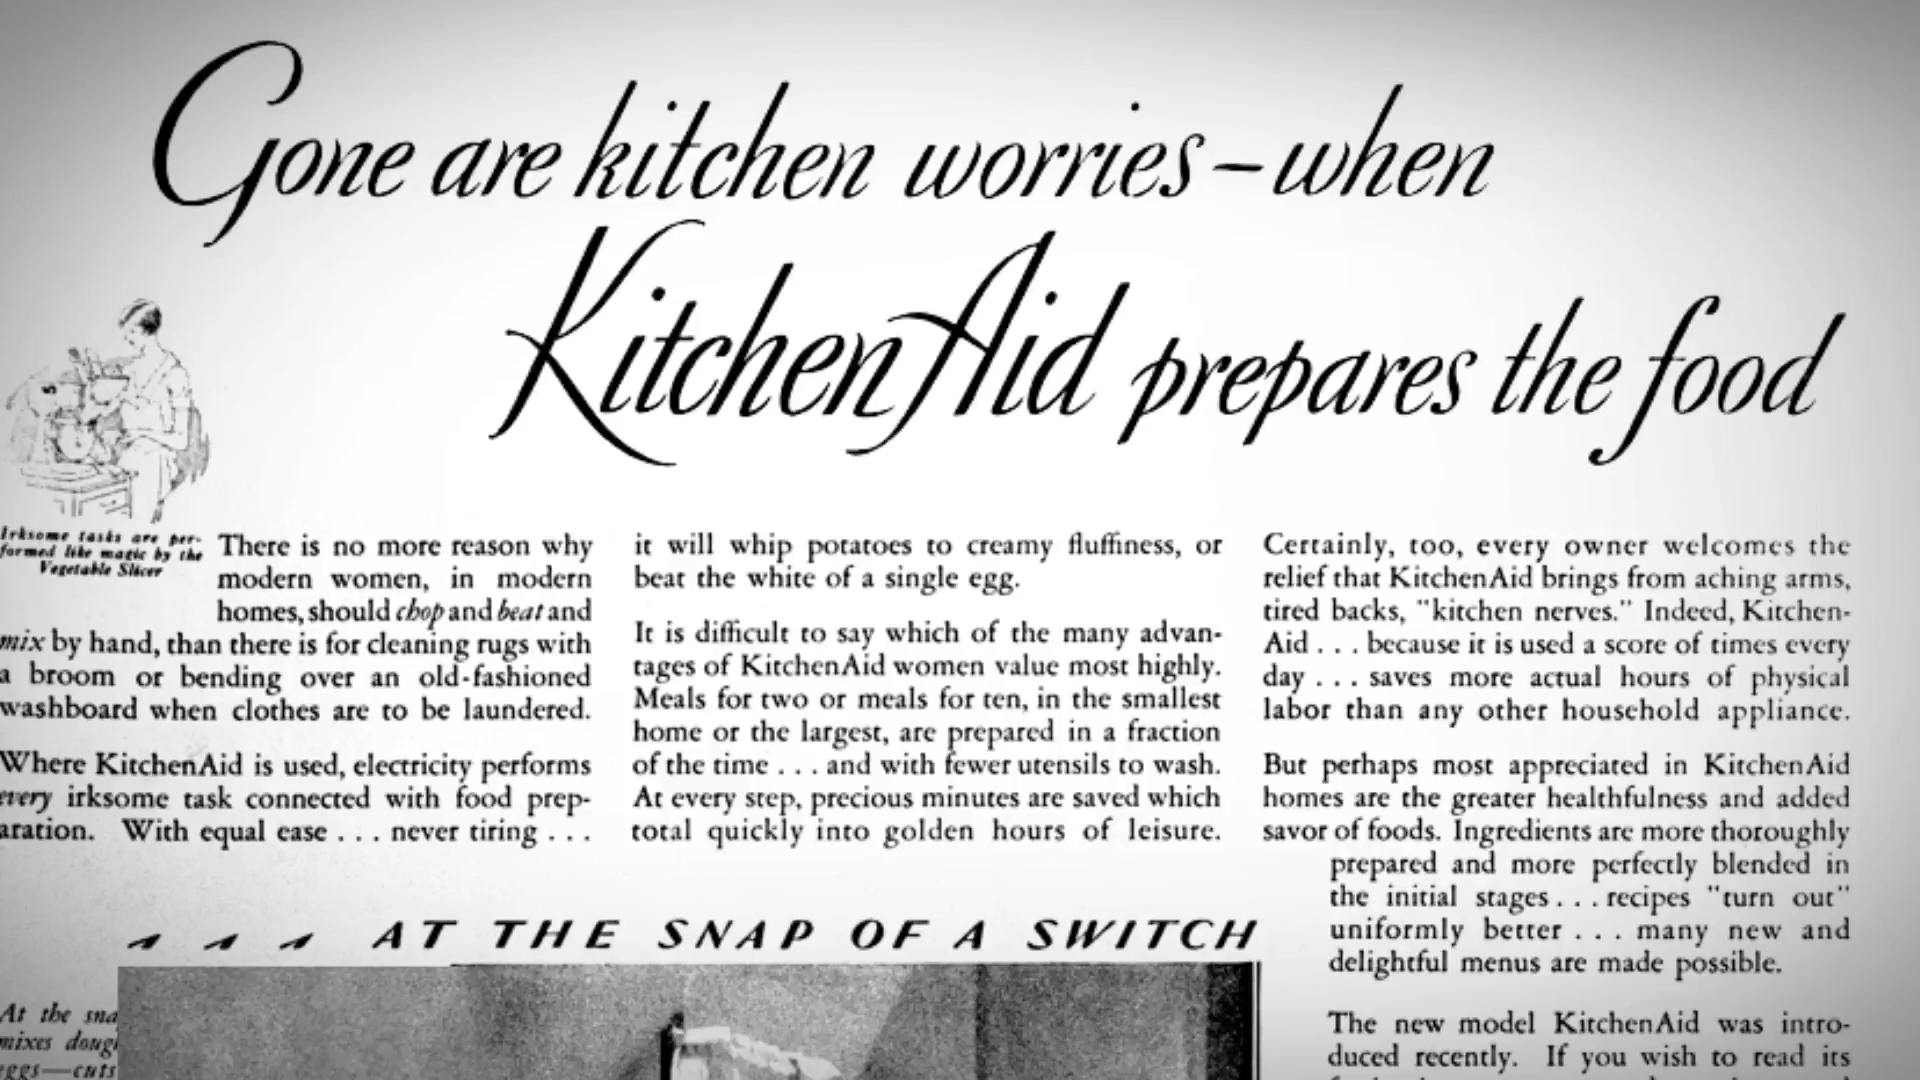 Gone are kitchen worries – when
KitchenAid prepares the food
Irksome tasks are per-
formed like magic by the
Vegetable Slicer
There is no more reason why
modern women, in modern
homes, should chop and beat and
mix by hand, than there is for cleaning rugs with
a broom or bending over an old-fashioned
washboard when clothes are to be laundered.
Where KitchenAid is used, electricity performs
every irksome task connected with food prep-
aration. With equal ease . . . never tiring . . .
it will whip potatoes to creamy fluffiness, or
beat the white of a single egg.
It is difficult to say which of the many advan-
tages of KitchenAid women value most highly.
Meals for two or meals for ten, in the smallest
home or the largest, are prepared in a fraction
of the time . . . and with fewer utensils to wash.
At every step, precious minutes are saved which
total quickly into golden hours of leisure.
Certainly, too, every owner welcomes the
relief that KitchenAid brings from aching arms,
tired backs, "kitchen nerves." Indeed, Kitchen-
Aid . . . because it is used a score of times every
day . . . saves more actual hours of physical
labor than any other household appliance.
But perhaps most appreciated in KitchenAid
homes are the greater healthfulness and added
savor of foods. Ingredients are more thoroughly
prepared and more perfectly blended in
the initial stages . . . recipes "turn out"
uniformly better . . . many new and
delightful menus are made possible.
The new model KitchenAid was intro-
duced recently. If you wish to read its
AT THE SNAP OF A SWITCH
At the sna
mixes doug
eggs—cuts